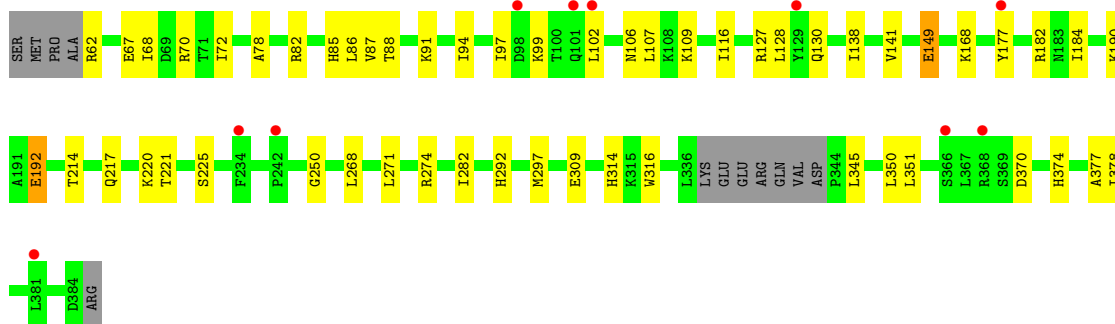 SER MET PRO ALA R62 E67 I68 D69 R70 T71 I72 A78 R82 H85 L86 V87 T88 K91 I94 I97 D98 K99 T100 Q101 L102 N106 L107 K108 K109 I116 R127 L128 Y129 Q130 I138 V141 E149 K168 Y177 R182 N183 I184 K190
A191 E192 T214 Q217 K220 T221 S225 F234 P242 G250 L268 L271 R274 I282 H292 M297 E309 H314 K315 W316 L336 LYS GLU GLU ARG GLN VAL ASP P344 L345 L350 L351 S366 L367 R368 S369 D370 H374 A377 I378
L381 D384 ARG